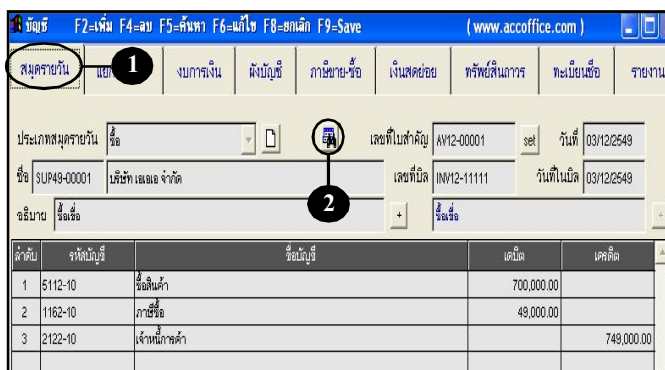 บัญชี F2=เพิ่ม F4=ลบ F5=ค้นหา F6=แก้ไข F8=ยกเลิก F9=Save ( www.accoffice.com )
สมุดรายวัน 1 งบการเงิน ผังบัญชี ภาษีขาย-ซื้อ เงินสดย่อย ทรัพย์สินถาวร ทะเบียนชื่อ รายงาน
ประเภทสมุดรายวัน ซื้อ เลขที่ใบสำคัญ AV12-00001 set วันที่ 03/12/2549
ชื่อ SUP49-00001 บริษัท เอเอเอ จำกัด เลขที่บิล INV12-11111 วันที่ในบิล 03/12/2549
2
อธิบาย ซื้อเชื่อ + ซื้อเชื่อ +
ลำดับ รหัสบัญชี ชื่อบัญชี เดบิต เครดิต
1 5112-10 ซื้อสินค้า 700,000.00
2 1162-10 ภาษีซื้อ 49,000.00
3 2122-10 เจ้าหนี้การค้า 749,000.00